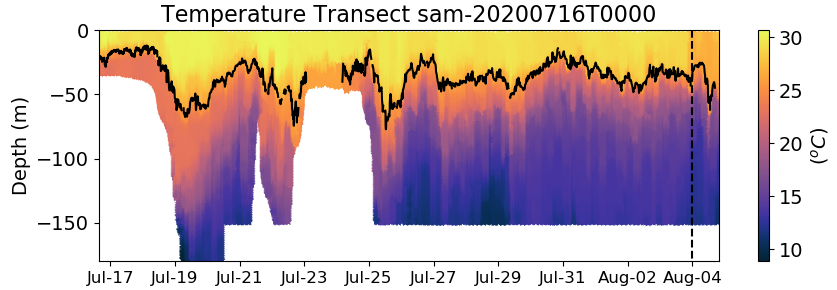 Temperature Transect sam-20200716T0000
0
−50
−100
−150
Depth (m)
Jul-17 Jul-19 Jul-21 Jul-23 Jul-25 Jul-27 Jul-29 Jul-31 Aug-02 Aug-04
30
25
20
15
10
(°C)